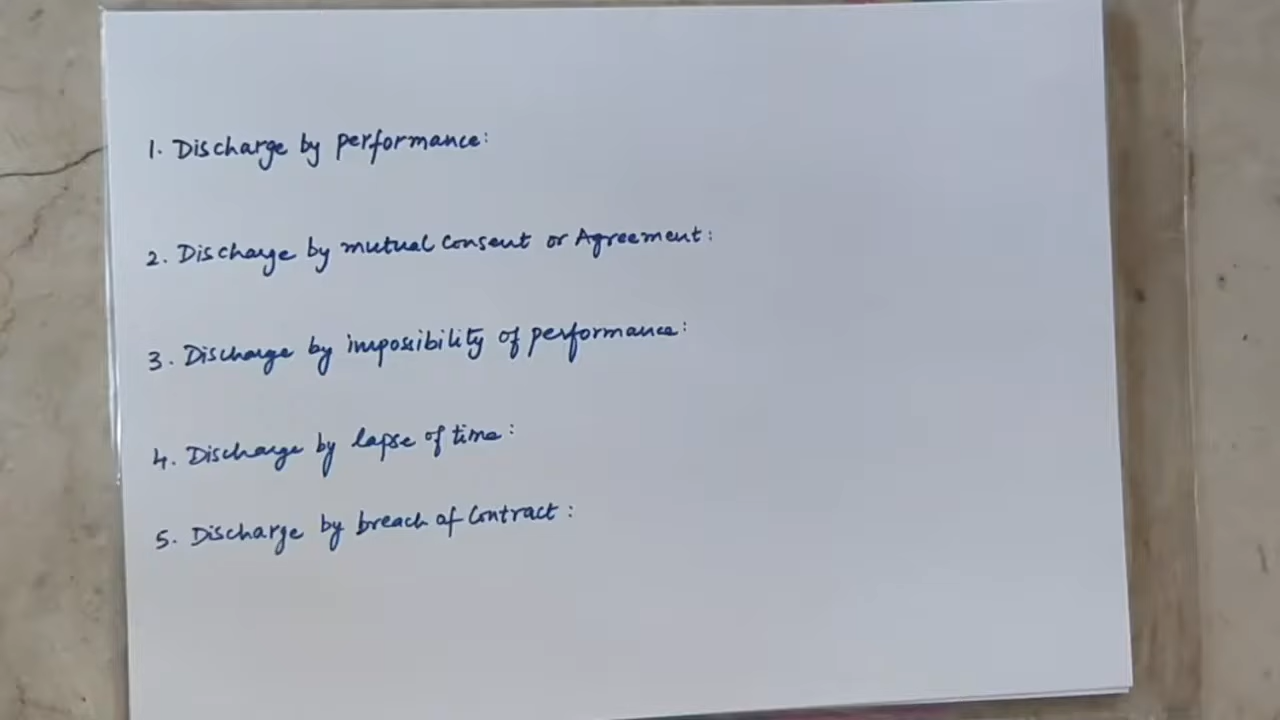 1. Discharge by performance:
2. Discharge by mutual Consent or Agreement:
3. Discharge by impossibility of performance:
4. Discharge by lapse of time:
5. Discharge by breach of Contract: